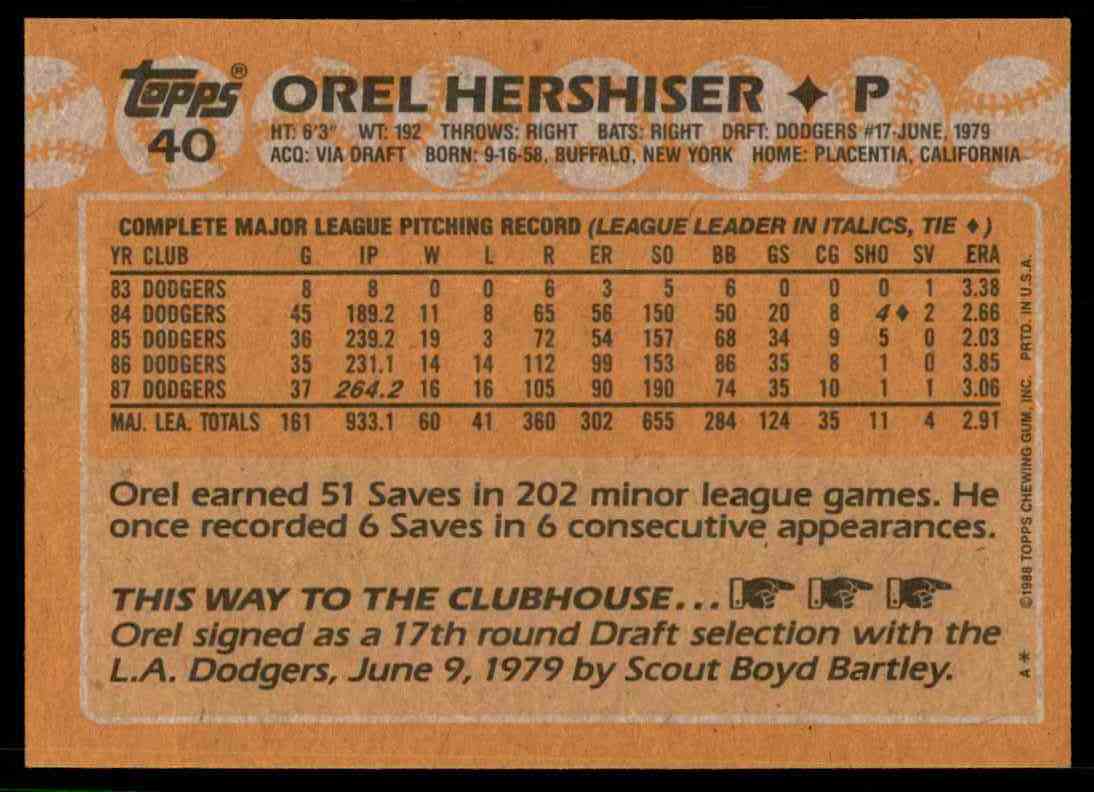 Topps® OREL HERSHISER ♦ P
40 HT: 6'3" WT: 192 THROWS: RIGHT BATS: RIGHT DRFT: DODGERS #17-JUNE, 1979
ACQ: VIA DRAFT BORN: 9-16-58, BUFFALO, NEW YORK HOME: PLACENTIA, CALIFORNIA
COMPLETE MAJOR LEAGUE PITCHING RECORD (LEAGUE LEADER IN ITALICS, TIE ♦)
YR CLUB G IP W L R ER SO BB GS CG SHO SV ERA
83 DODGERS 8 8 0 0 6 3 5 6 0 0 0 1 3.38
84 DODGERS 45 189.2 11 8 65 56 150 50 20 8 4♦ 2 2.66
85 DODGERS 36 239.2 19 3 72 54 157 68 34 9 5 0 2.03
86 DODGERS 35 231.1 14 14 112 99 153 86 35 8 1 0 3.85
87 DODGERS 37 264.2 16 16 105 90 190 74 35 10 1 1 3.06
MAJ. LEA. TOTALS 161 933.1 60 41 360 302 655 284 124 35 11 4 2.91
Orel earned 51 Saves in 202 minor league games. He
once recorded 6 Saves in 6 consecutive appearances.
THIS WAY TO THE CLUBHOUSE...
Orel signed as a 17th round Draft selection with the
L.A. Dodgers, June 9, 1979 by Scout Boyd Bartley.
A* ©1988 TOPPS CHEWING GUM, INC. PRTD. IN U.S.A.